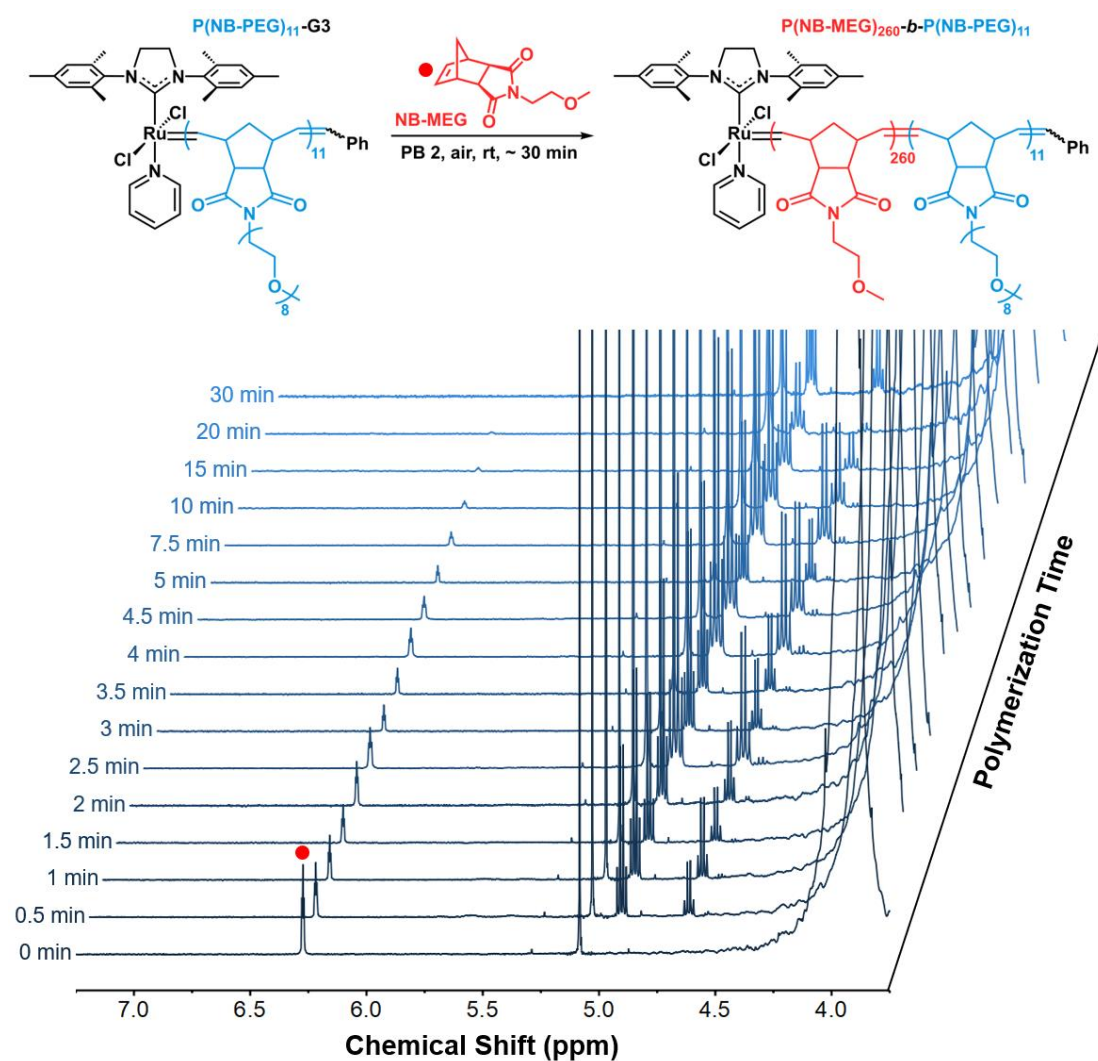 P(NB-PEG)11-G3
P(NB-MEG)260-b-P(NB-PEG)11
N N
Cl
Ru
Cl
N
11
Ph
O N O
O
8
O
N
O
O
NB-MEG
PB 2, air, rt, ~ 30 min
N N
Cl
Ru
Cl
N
260
11
Ph
O N O
O
O N O
O
8
30 min
20 min
15 min
10 min
7.5 min
5 min
4.5 min
4 min
3.5 min
3 min
2.5 min
2 min
1.5 min
1 min
0.5 min
0 min
Polymerization Time
7.0 6.5 6.0 5.5 5.0 4.5 4.0
Chemical Shift (ppm)